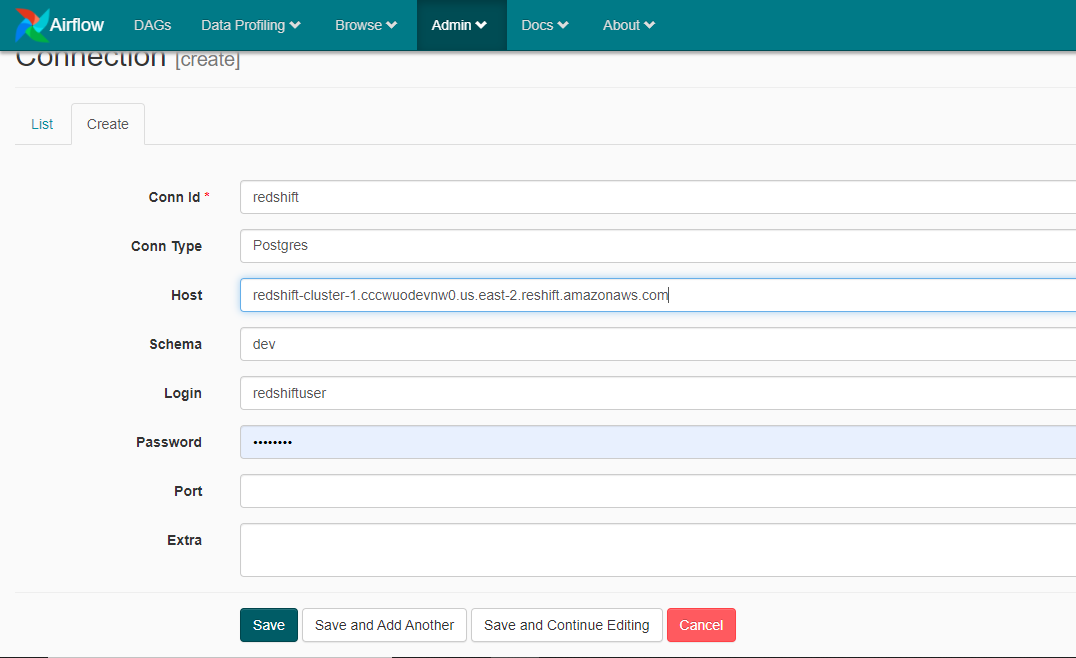 Airflow DAGs Data Profiling Browse Admin Docs About
Connection [create]
List Create
Conn Id * redshift
Conn Type Postgres
Host redshift-cluster-1.cccwuodevnw0.us.east-2.reshift.amazonaws.com
Schema dev
Login redshiftuser
Password ••••••••
Port
Extra
Save Save and Add Another Save and Continue Editing Cancel